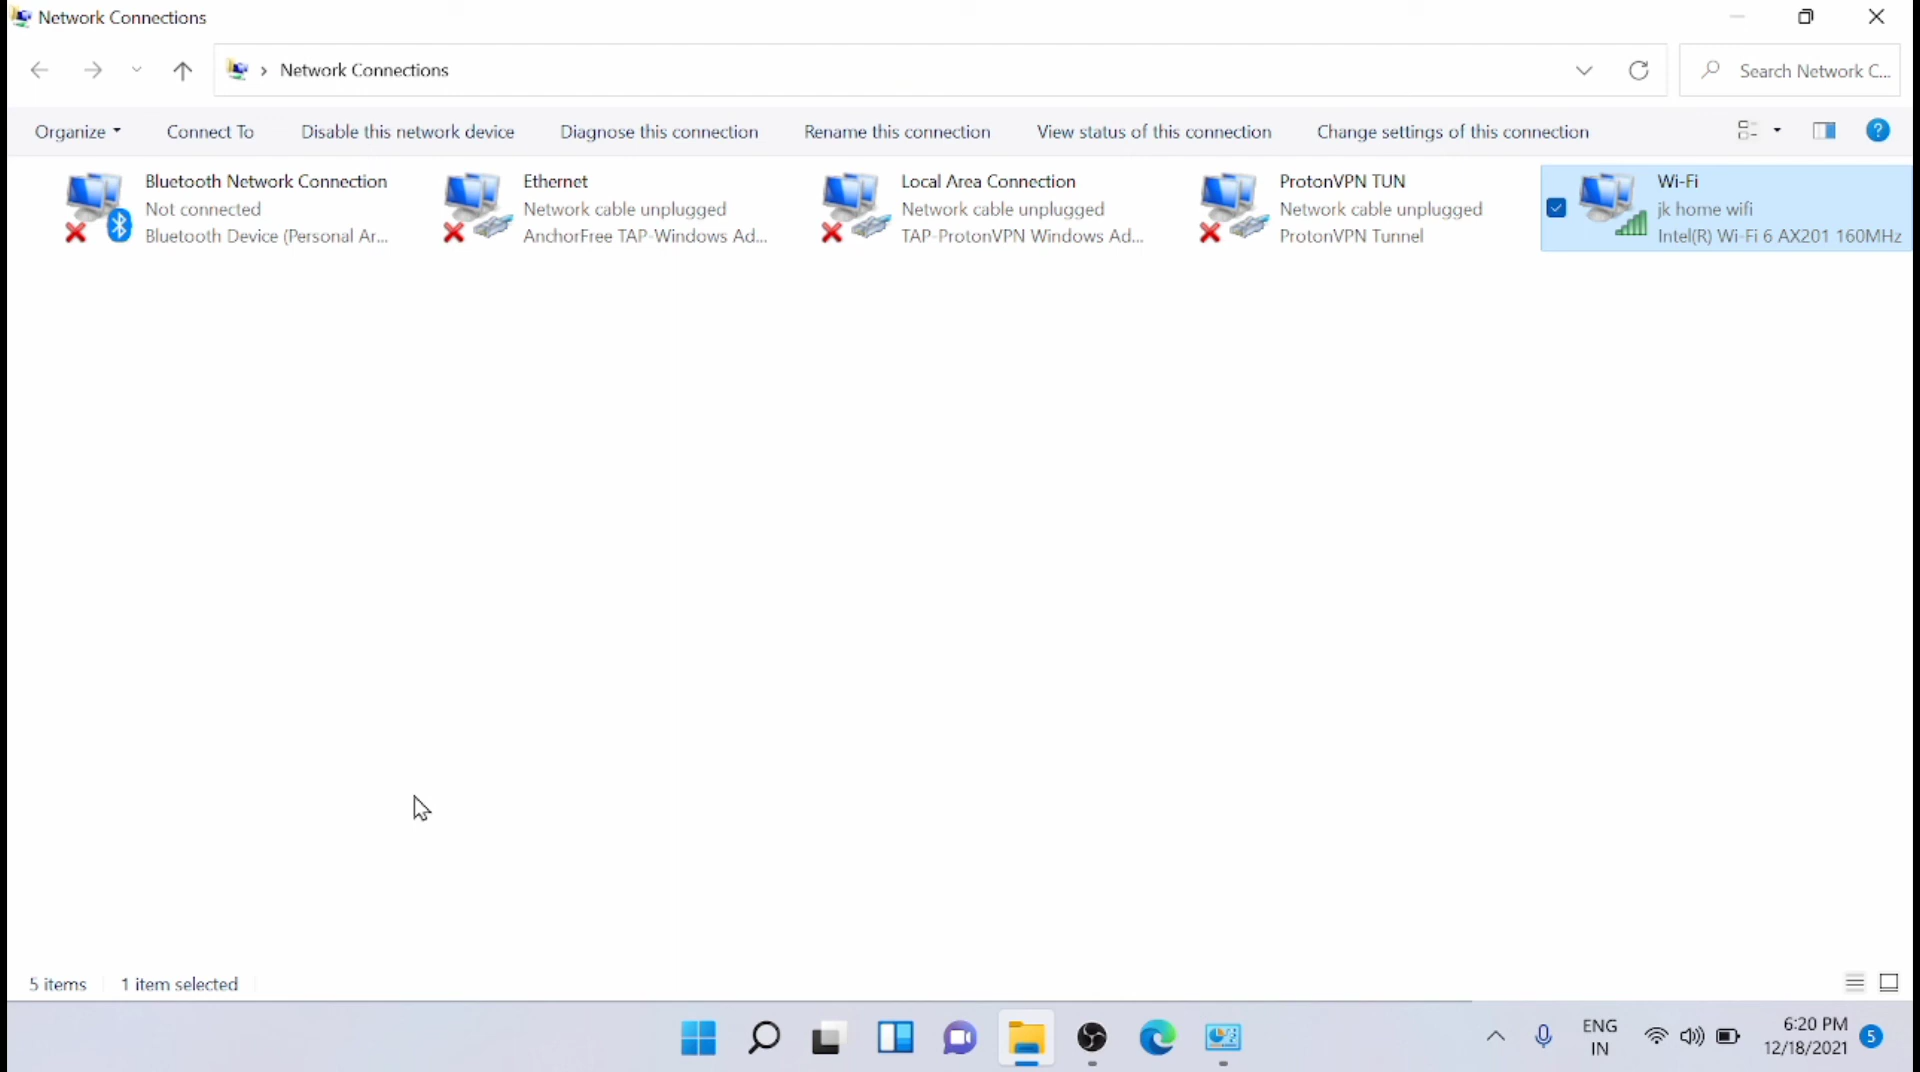 Network Connections
Network Connections
Search Network C...
Organize
Connect To
Disable this network device
Diagnose this connection
Rename this connection
View status of this connection
Change settings of this connection
Bluetooth Network Connection
Not connected
Bluetooth Device (Personal Ar...
Ethernet
Network cable unplugged
AnchorFree TAP-Windows Ad...
Local Area Connection
Network cable unplugged
TAP-ProtonVPN Windows Ad...
ProtonVPN TUN
Network cable unplugged
ProtonVPN Tunnel
Wi-Fi
jk home wifi
Intel(R) Wi-Fi 6 AX201 160MHz
5 items
1 item selected
ENG
IN
6:20 PM
12/18/2021
5